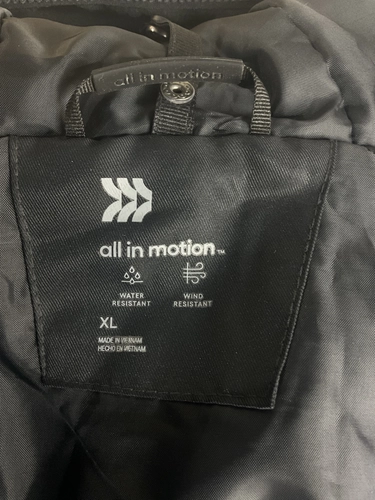 all in motion
all in motion™
WATER
RESISTANT
WIND
RESISTANT
XL
MADE IN VIETNAM
HECHO EN VIETNAM